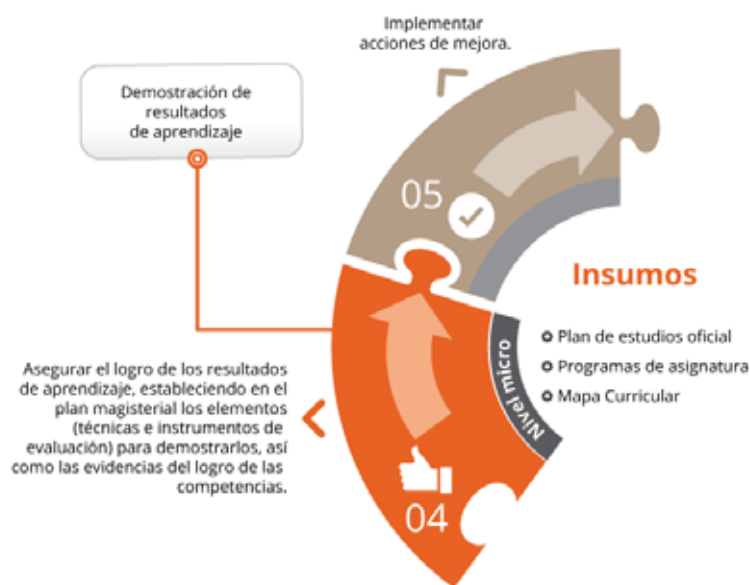 Implementar
acciones de mejora.
Demostración de
resultados
de aprendizaje
05
Insumos
Plan de estudios oficial
Programas de asignatura
Mapa Curricular
Nivel micro
Asegurar el logro de los resultados
de aprendizaje, estableciendo en el
plan magisterial los elementos
(técnicas e instrumentos de
evaluación) para demostrarlos, así
como las evidencias del logro de las
competencias.
04